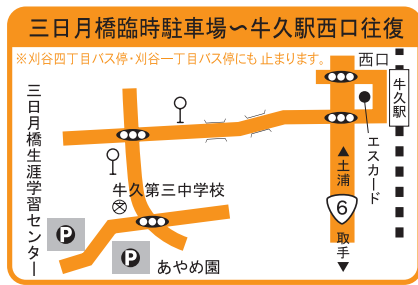 三日月橋臨時駐車場〜牛久駅西口往復
※刈谷四丁目バス停・刈谷一丁目バス停にも止まります。
西口
牛久駅
エスカード
▲土浦
6
取手▼
三日月橋生涯学習センター
牛久第三中学校
文
P
P
あやめ園